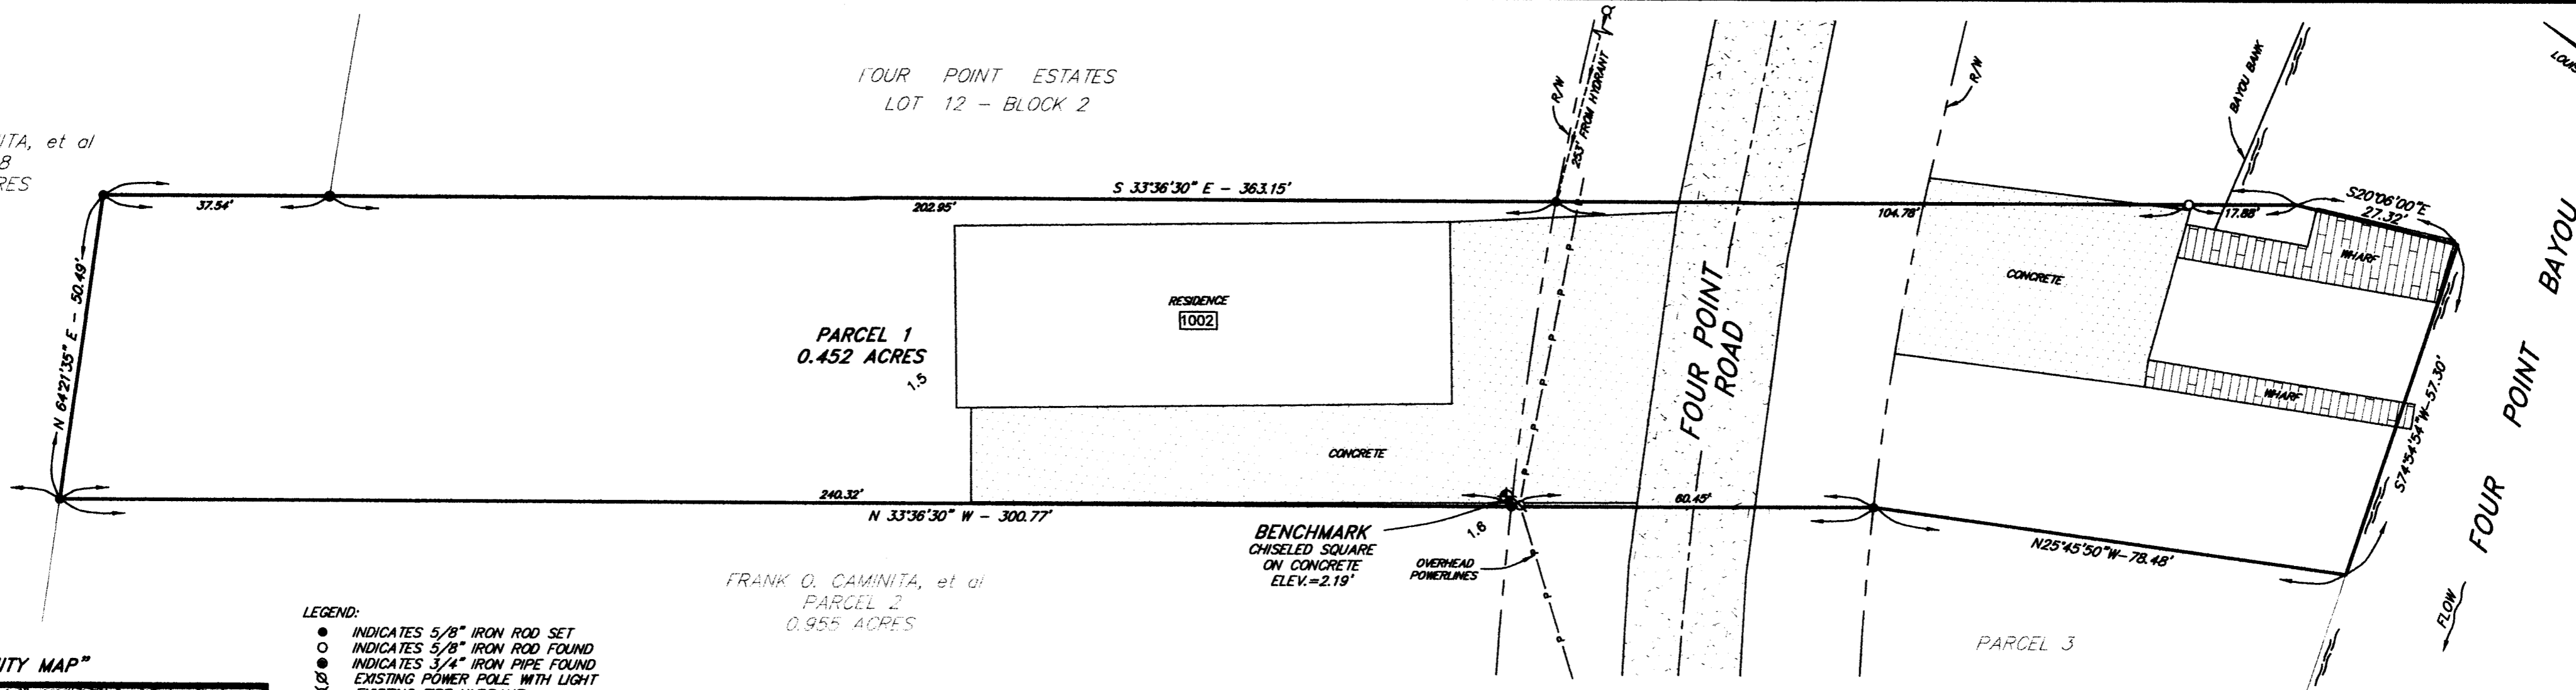 FOUR POINT ESTATES
LOT 12 - BLOCK 2
et al
37.54'
202.95'
S 33°36'30" E - 363.15'
R/W
253' FROM HYDRANT
104.78'
R/W
BAYOU BANK
17.88'
S20°06'00"E
27.32'
WHARF
CONCRETE
WHARF
N 64°21'35" E - 50.49'
RESIDENCE
1002
PARCEL 1
0.452 ACRES
1.5
CONCRETE
FOUR POINT
ROAD
P
P
P
P
P
P
P
P
S74°54'54"W-57.30'
FOUR POINT BAYOU
FLOW
240.32'
N 33°36'30" W - 300.77'
60.45'
N25°45'50"W-78.48'
BENCHMARK
CHISELED SQUARE
ON CONCRETE
ELEV.=2.19'
1.6
OVERHEAD
POWERLINES
P
P
P
FRANK O. CAMINITA, et al
PARCEL 2
0.955 ACRES
PARCEL 3
LEGEND:
INDICATES 5/8" IRON ROD SET
INDICATES 5/8" IRON ROD FOUND
INDICATES 3/4" IRON PIPE FOUND
EXISTING POWER POLE WITH LIGHT
MAP"